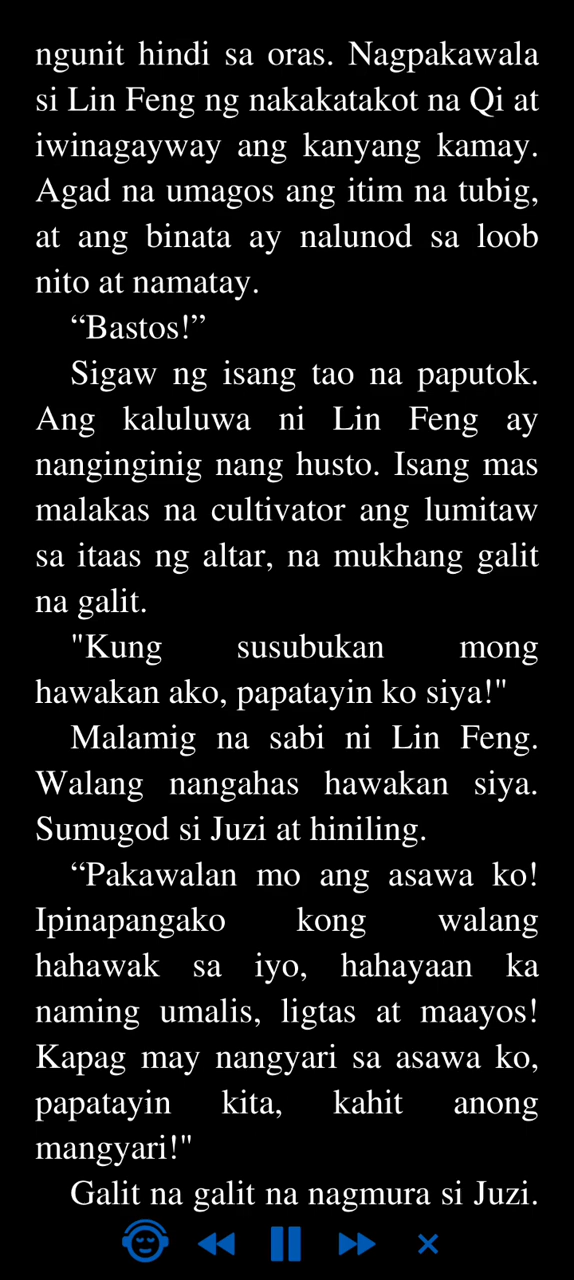 ngunit hindi sa oras. Nagpakawala
si Lin Feng ng nakakatakot na Qi at
iwinagayway ang kanyang kamay.
Agad na umagos ang itim na tubig,
at ang binata ay nalunod sa loob
nito at namatay.
“Bastos!”
Sigaw ng isang tao na paputok.
Ang kaluluwa ni Lin Feng ay
nanginginig nang husto. Isang mas
malakas na cultivator ang lumitaw
sa itaas ng altar, na mukhang galit
na galit.
"Kung susubukan mong
hawakan ako, papatayin ko siya!"
Malamig na sabi ni Lin Feng.
Walang nangahas hawakan siya.
Sumugod si Juzi at hiniling.
“Pakawalan mo ang asawa ko!
Ipinapangako kong walang
hahawak sa iyo, hahayaan ka
naming umalis, ligtas at maayos!
Kapag may nangyari sa asawa ko,
papatayin kita, kahit anong
mangyari!"
Galit na galit na nagmura si Juzi.